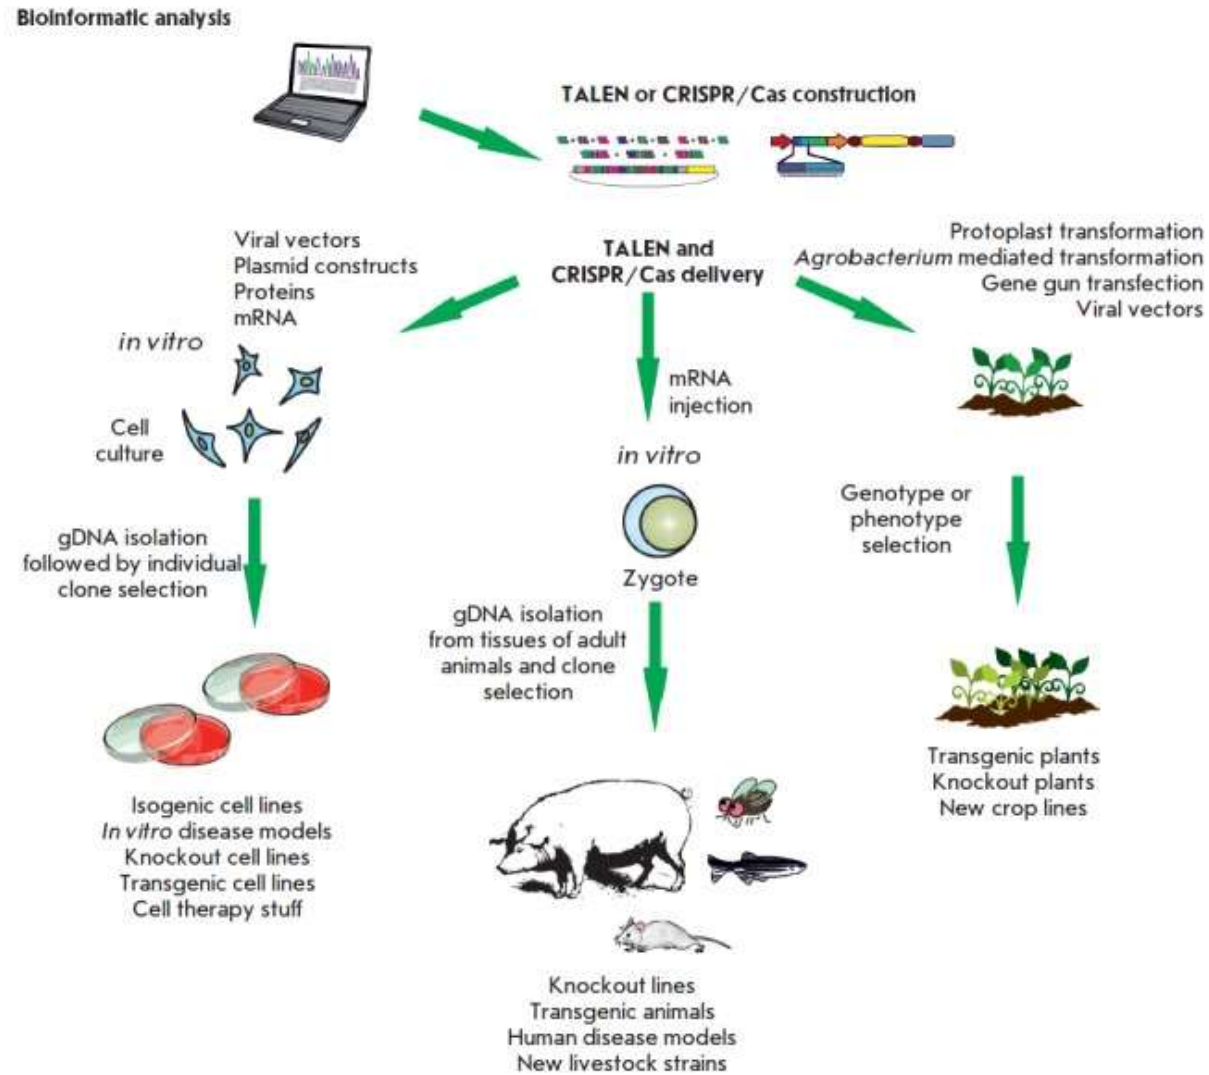 Bioinformatic analysis
TALEN or CRISPR/Cas construction
TALEN and
CRISPR/Cas delivery
Viral vectors
Plasmid constructs
Proteins
mRNA
in vitro
Cell
culture
gDNA isolation
followed by individual
clone selection
Isogenic cell lines
In vitro disease models
Knockout cell lines
Transgenic cell lines
Cell therapy stuff
mRNA
injection
in vitro
Zygote
gDNA isolation
from tissues of adult
animals and clone
selection
Knockout lines
Transgenic animals
Human disease models
New livestock strains
Protoplast transformation
Agrobacterium mediated transformation
Gene gun transfection
Viral vectors
Genotype or
phenotype
selection
Transgenic plants
Knockout plants
New crop lines